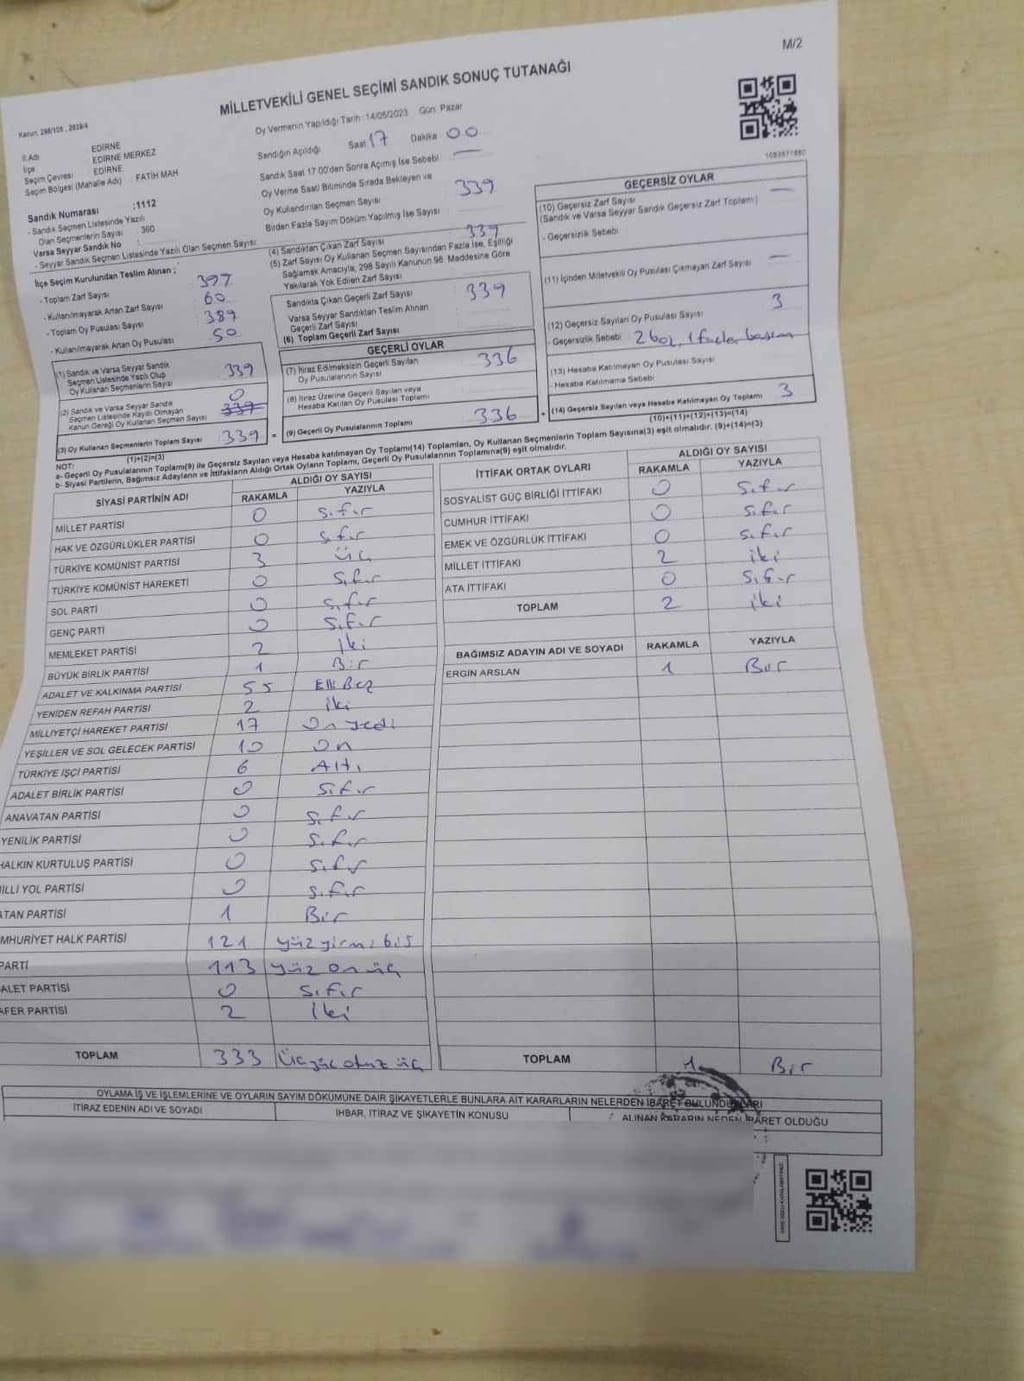 M/2
MİLLETVEKİLİ GENEL SEÇİMİ SANDIK SONUÇ TUTANAĞI
Oy Vermenin Yapıldığı Tarih :14/05/2023 Gün: Pazar
Sandığın Açıldığı Saat 17 Dakika 00
Sandık Saat 17:00'den Sonra Açılmış İse Sebebi —
Oy Verme Saati Bitiminde Sırada Bekleyen ve
Oy Kullandırılan Seçmen Sayısı 339
Birden Fazla Sayım Döküm Yapılmış İse Sayısı
İl Adı EDİRNE
İlçe EDİRNE MERKEZ
Seçim Çevresi EDİRNE
Seçim Bölgesi (Mahalle Adı) : FATİH MAH
Sandık Numarası :1112
- Sandık Seçmen Listesinde Yazılı
Olan Seçmenlerin Sayısı 360
Varsa Seyyar Sandık No :
- Seyyar Sandık Seçmen Listesinde Yazılı Olan Seçmen Sayısı:
İlçe Seçim Kurulundan Teslim Alınan ;
- Toplam Zarf Sayısı 397
- Kullanılmayarak Artan Zarf Sayısı 60
- Toplam Oy Pusulası Sayısı 389
- Kullanılmayarak Artan Oy Pusulası 50
(1) Sandık ve Varsa Seyyar Sandık
Seçmen Listesinde Yazılı Olup
Oy Kullanan Seçmenlerin Sayısı 339
(2) Sandık ve Varsa Seyyar Sandık
Seçmen Listesinde Kaydı Olmayan
Kanun Gereği Oy Kullanan Seçmen Sayısı 0 339
(3) Oy Kullanan Seçmenlerin Toplam Sayısı 339
(1)+(2)=(3)
(4) Sandıktan Çıkan Zarf Sayısı 339
(5) Zarf Sayısı Oy Kullanan Seçmen Sayısından Fazla İse, Eşitliği
Sağlamak Amacıyla, 298 Sayılı Kanunun 98. Maddesine Göre
Yakılarak Yok Edilen Zarf Sayısı
Sandıkta Çıkan Geçerli Zarf Sayısı 339
Varsa Seyyar Sandıktan Teslim Alınan
Geçerli Zarf Sayısı
(6) Toplam Geçerli Zarf Sayısı
GEÇERLİ OYLAR
(7) İtiraz Edilmeksizin Geçerli Sayılan
Oy Pusulalarının Sayısı 336
(8) İtiraz Üzerine Geçerli Sayılan veya
Hesaba Katılan Oy Pusulası Toplamı
(9) Geçerli Oy Pusulalarının Toplamı 336
GEÇERSİZ OYLAR
(10) Geçersiz Zarf Sayısı —
(Sandık ve Varsa Seyyar Sandık Geçersiz Zarf Toplamı)
- Geçersizlik Sebebi
(11) İçinden Milletvekili Oy Pusulası Çıkmayan Zarf Sayısı —
(12) Geçersiz Sayılan Oy Pusulası Sayısı 3
- Geçersizlik Sebebi 2 boş, 1 fazla
(13) Hesaba Katılmayan Oy Pusulası Sayısı
- Hesaba Katılmama Sebebi
(14) Geçersiz Sayılan veya Hesaba Katılmayan Oy Toplamı 3
(10)+(11)+(12)+(13)=(14)
NOT:
a- Geçerli Oy Pusulalarının Toplamı(9) ile Geçersiz Sayılan veya Hesaba katılmayan Oy Toplamı(14) Toplamları, Oy Kullanan Seçmenlerin Toplam Sayısına(3) eşit olmalıdır. (9)+(14)=(3)
b- Siyasi Partilerin, Bağımsız Adayların ve İttifakların Aldığı Ortak Oyların Toplamı, Geçerli Oy Pusulalarının Toplamına(9) eşit olmalıdır.
SİYASİ PARTİNİN ADI ALDIĞI OY SAYISI
RAKAMLA YAZIYLA
MİLLET PARTİSİ 0 Sıfır
HAK VE ÖZGÜRLÜKLER PARTİSİ 0 Sıfır
TÜRKİYE KOMÜNİST PARTİSİ 3 Üç
TÜRKİYE KOMÜNİST HAREKETİ 0 Sıfır
SOL PARTİ 0 Sıfır
GENÇ PARTİ 0 Sıfır
MEMLEKET PARTİSİ 2 İki
BÜYÜK BİRLİK PARTİSİ 1 Bir
ADALET VE KALKINMA PARTİSİ 55 Elli Beş
YENİDEN REFAH PARTİSİ 2 İki
MİLLİYETÇİ HAREKET PARTİSİ 17 On yedi
YEŞİLLER VE SOL GELECEK PARTİSİ 10 On
TÜRKİYE İŞÇİ PARTİSİ 6 Altı
ADALET BİRLİK PARTİSİ 0 Sıfır
ANAVATAN PARTİSİ 0 Sıfır
YENİLİK PARTİSİ 0 Sıfır
HALKIN KURTULUŞ PARTİSİ 0 Sıfır
İLLİ YOL PARTİSİ 0 Sıfır
ATAN PARTİSİ 1 Bir
MHURİYET HALK PARTİSİ 121 yüz yirmi bir
PARTİ 113 yüz on üç
ALET PARTİSİ 0 Sıfır
AFER PARTİSİ 2 İki
TOPLAM 333 Üç yüz otuz üç
İTTİFAK ORTAK OYLARI ALDIĞI OY SAYISI
RAKAMLA YAZIYLA
SOSYALİST GÜÇ BİRLİĞİ İTTİFAKI 0 Sıfır
CUMHUR İTTİFAKI 0 Sıfır
EMEK VE ÖZGÜRLÜK İTTİFAKI 0 Sıfır
MİLLET İTTİFAKI 2 iki
ATA İTTİFAKI 0 Sıfır
TOPLAM 2 iki
BAĞIMSIZ ADAYIN ADI VE SOYADI RAKAMLA YAZIYLA
ERGİN ARSLAN 1 Bir
TOPLAM 1 Bir
OYLAMA İŞ VE İŞLEMLERİNE VE OYLARIN SAYIM DÖKÜMÜNE DAİR ŞİKAYETLERLE BUNLARA AİT KARARLARIN NELERDEN İBARET BULUNDUKLARI
İTİRAZ EDENİN ADI VE SOYADI İHBAR, İTİRAZ VE ŞİKAYETİN KONUSU ALINAN KARARIN NEDEN İBARET OLDUĞU